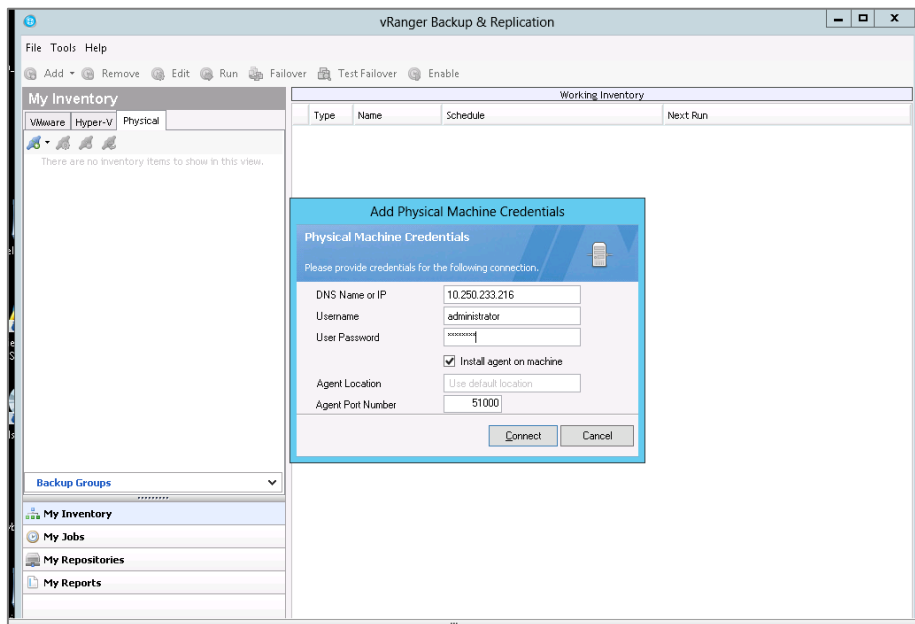 vRanger Backup & Replication
File Tools Help
Add Remove Edit Run Failover Test Failover Enable
My Inventory
VMware Hyper-V Physical
There are no inventory items to show in this view.
Working Inventory
Type Name Schedule Next Run
Add Physical Machine Credentials
Physical Machine Credentials
Please provide credentials for the following connection.
DNS Name or IP 10.250.233.216
Username administrator
User Password ********
Install agent on machine
Agent Location Use default location
Agent Port Number 51000
Connect Cancel
Backup Groups
My Inventory
My Jobs
My Repositories
My Reports